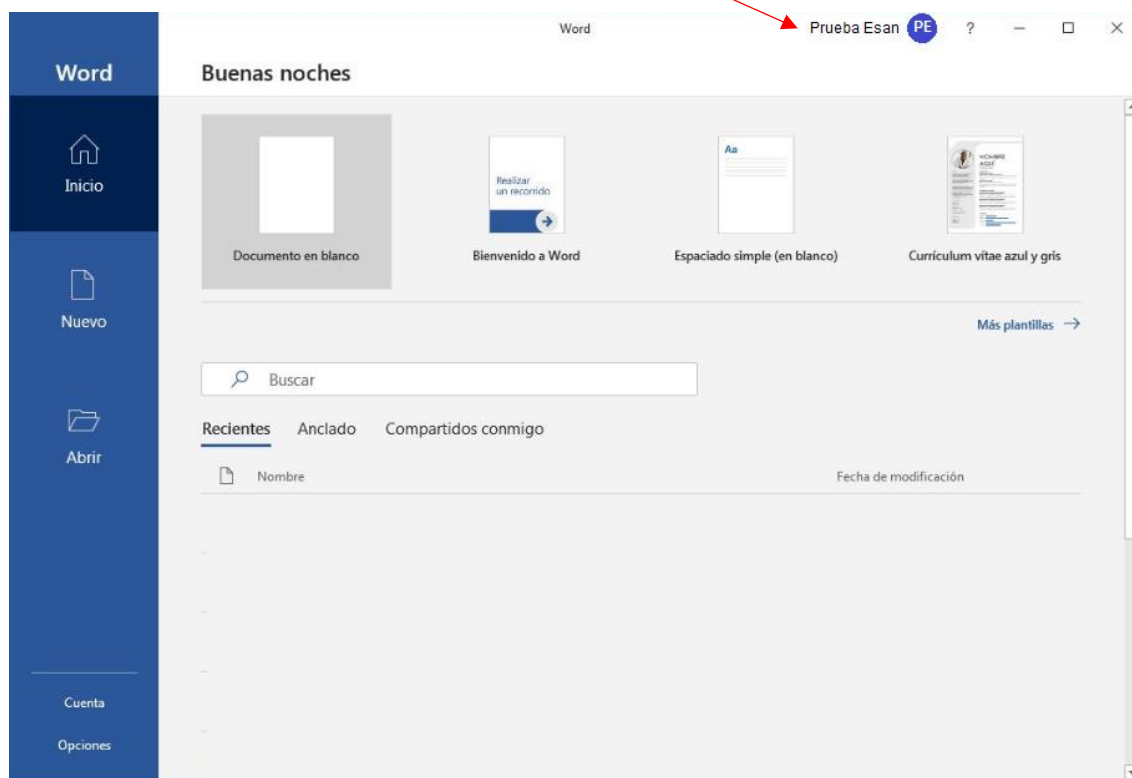 Word
Prueba Esan PE ?
Word
Buenas noches
Inicio
Realizar
un recorrido
Aa
NOMBRE
AQUÍ
Documento en blanco
Bienvenido a Word
Espaciado simple (en blanco)
Currículum vítae azul y gris
Nuevo
Más plantillas
Buscar
Recientes Anclado Compartidos conmigo
Abrir
Nombre
Fecha de modificación
Cuenta
Opciones